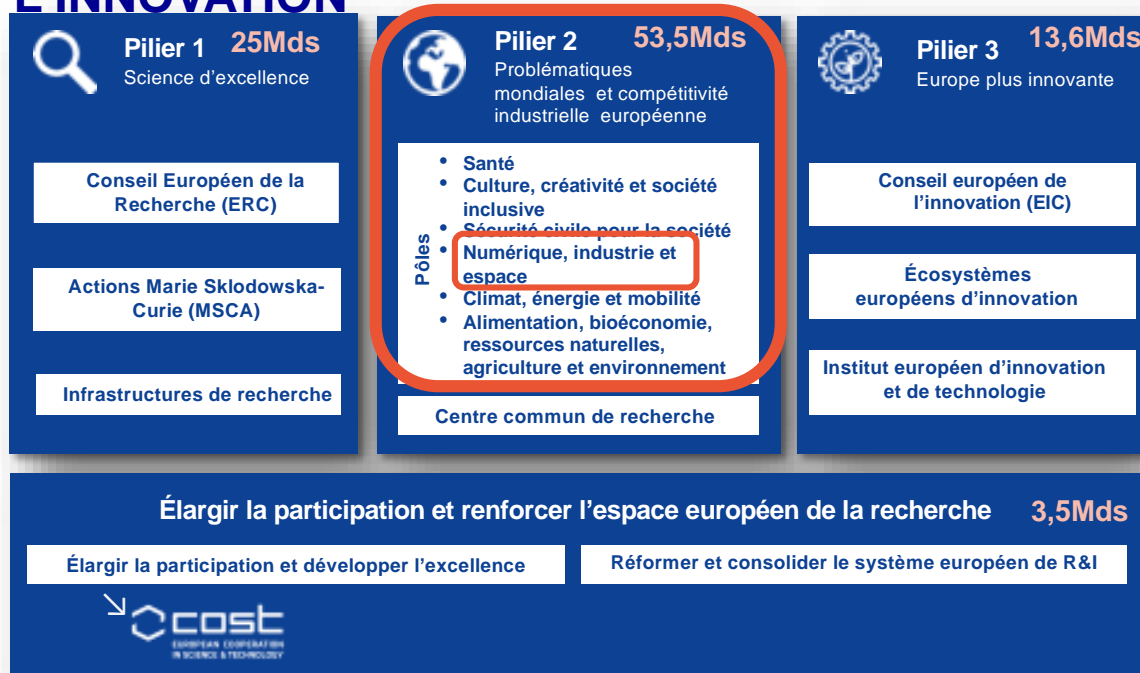 L'INNOVATION
Pilier 1 25Mds
Science d'excellence
Conseil Européen de la
Recherche (ERC)
Actions Marie Sklodowska-
Curie (MSCA)
Infrastructures de recherche
Pilier 2 53,5Mds
Problématiques
mondiales et compétitivité
industrielle européenne
Pôles
• Santé
• Culture, créativité et société
inclusive
• Sécurité civile pour la société
• Numérique, industrie et
espace
• Climat, énergie et mobilité
• Alimentation, bioéconomie,
ressources naturelles,
agriculture et environnement
Centre commun de recherche
Pilier 3 13,6Mds
Europe plus innovante
Conseil européen de
l'innovation (EIC)
Écosystèmes
européens d'innovation
Institut européen d'innovation
et de technologie
Élargir la participation et renforcer l'espace européen de la recherche 3,5Mds
Élargir la participation et développer l'excellence
Réformer et consolider le système européen de R&I
cost
EUROPEAN COOPERATION
IN SCIENCE & TECHNOLOGY